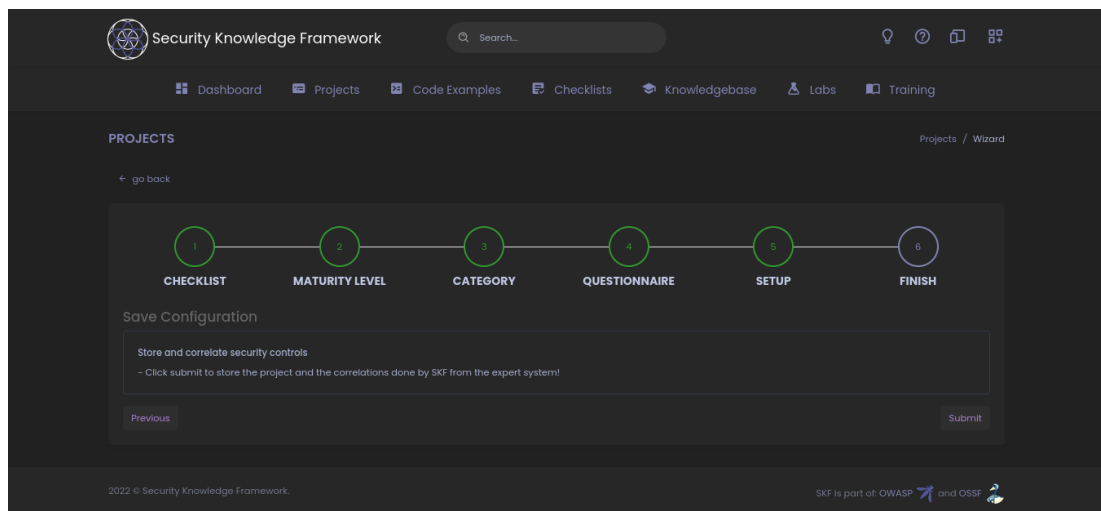 Security Knowledge Framework
Search...
Dashboard Projects Code Examples Checklists Knowledgebase Labs Training
PROJECTS
Projects / Wizard
← go back
1 2 3 4 5 6
CHECKLIST MATURITY LEVEL CATEGORY QUESTIONNAIRE SETUP FINISH
Save Configuration
Store and correlate security controls
- Click submit to store the project and the correlations done by SKF from the expert system!
Previous Submit
2022 © Security Knowledge Framework. SKF is part of: OWASP and OSSF